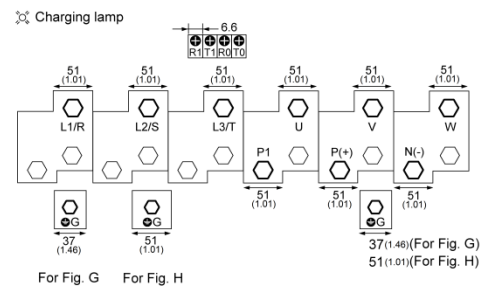 Charging lamp
6.6
R1 T1 R0 T0
51 51 51 51 51 51
(1.01) (1.01) (1.01) (1.01) (1.01) (1.01)
L1/R L2/S L3/T U V W
P1 P(+) N(-)
51 51 51
(1.01) (1.01) (1.01)
G G G
37 51
(1.46) (1.01)
37(1.46)(For Fig. G)
51(1.01)(For Fig. H)
For Fig. G For Fig. H